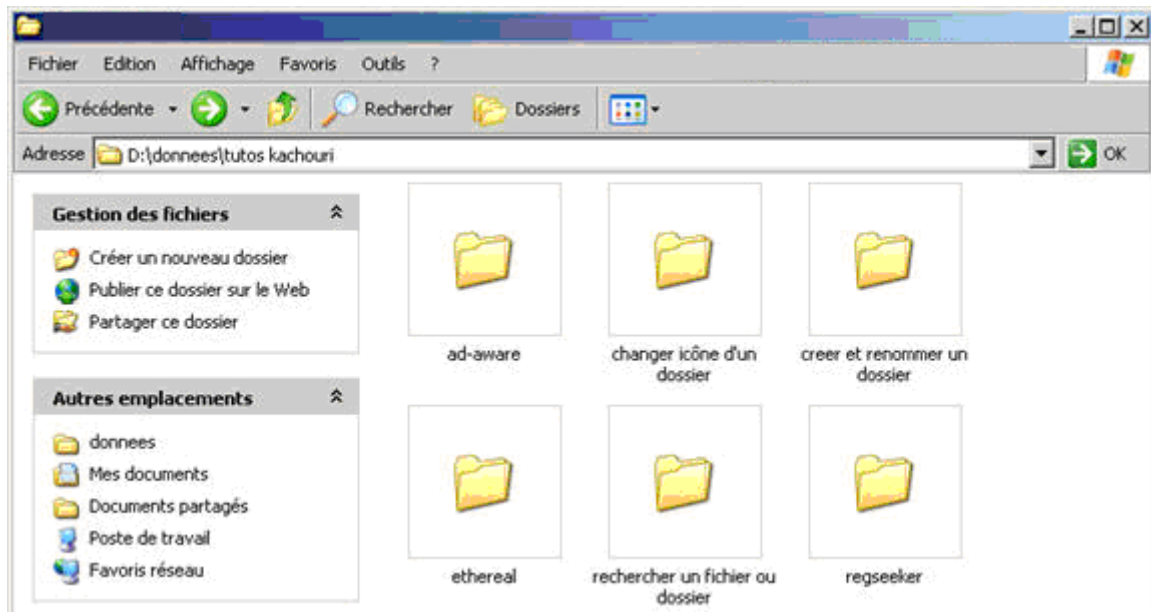 Fichier Edition Affichage Favoris Outils ?
Précédente Rechercher Dossiers
Adresse D:\donnees\tutos kachouri OK
Gestion des fichiers
Créer un nouveau dossier
Publier ce dossier sur le Web
Partager ce dossier
Autres emplacements
donnees
Mes documents
Documents partagés
Poste de travail
Favoris réseau
ad-aware
changer icône d'un
dossier
creer et renommer un
dossier
ethereal
rechercher un fichier ou
dossier
regseeker